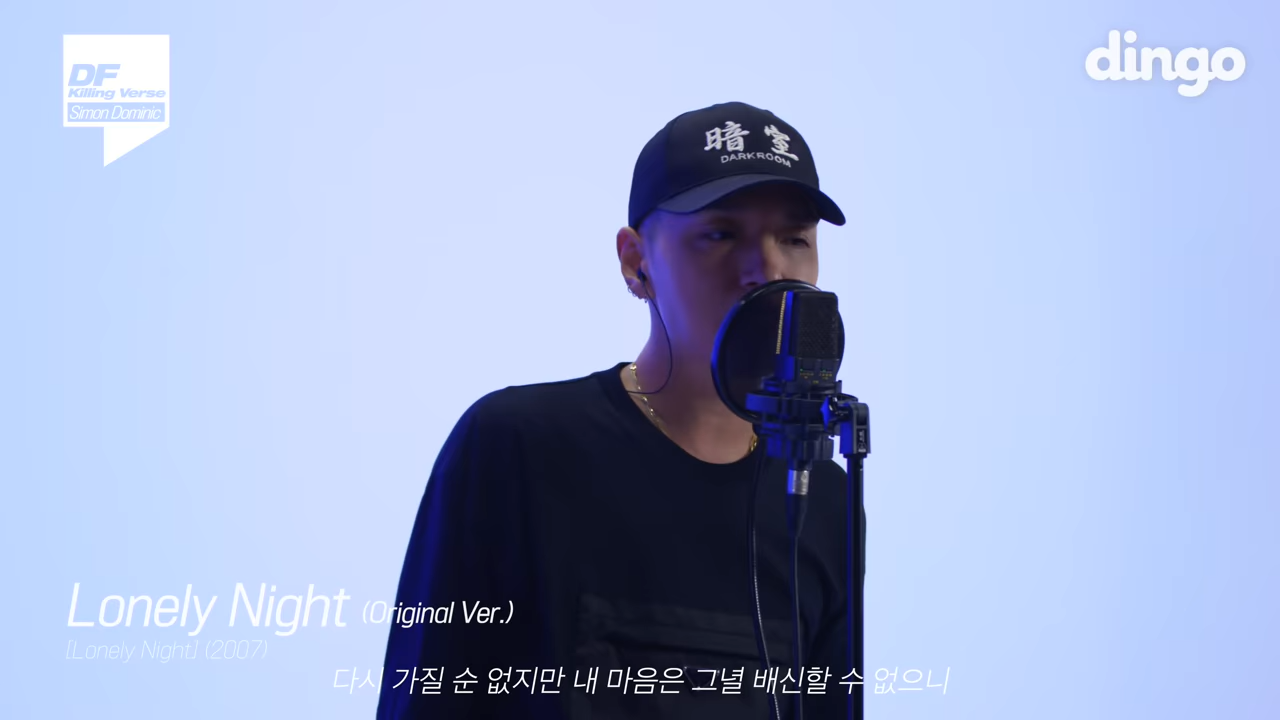 DF
Killing Verse
Simon Dominic
dingo
暗室
DARKROOM
Lonely Night (Original Ver.)
[Lonely Night] (2007)
다시 가질 순 없지만 내 마음은 그녈 배신할 수 없으니